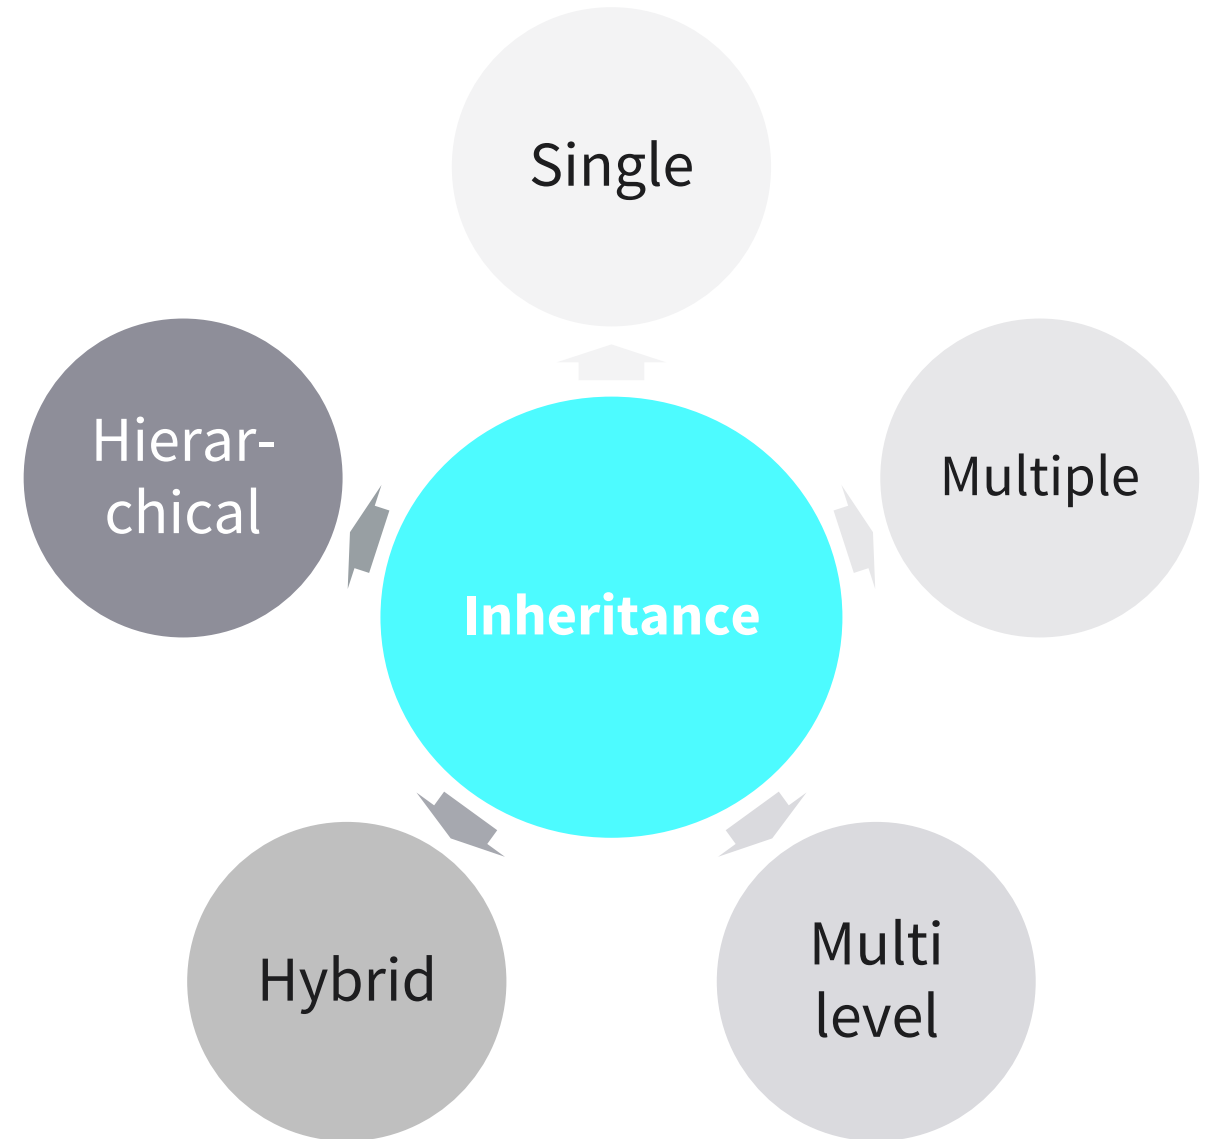 Single
Hierar-
chical
Multiple
Inheritance
Hybrid
Multi
level